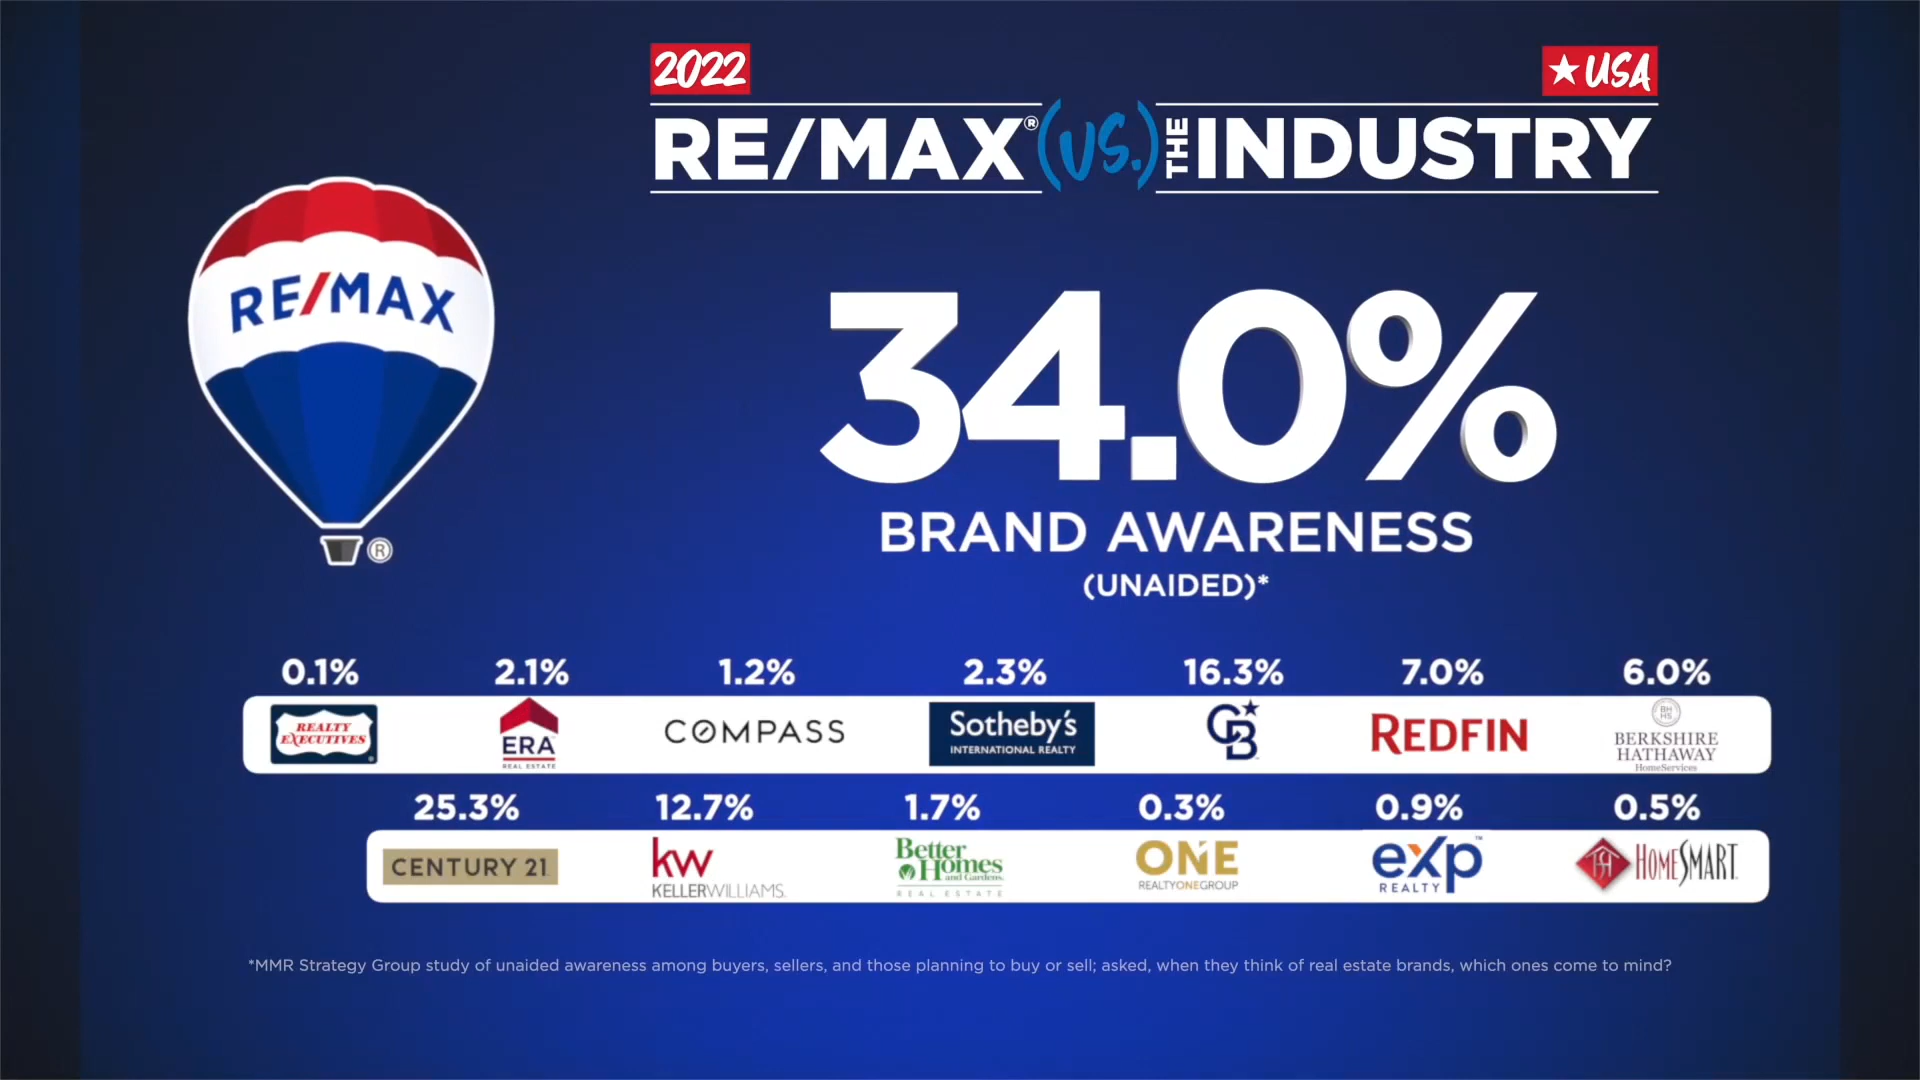 2022
★USA
RE/MAX® (VS.) THE INDUSTRY
RE/MAX
®
34.0%
BRAND AWARENESS
(UNAIDED)*
0.1% 2.1% 1.2% 2.3% 16.3% 7.0% 6.0%
REALTY
EXECUTIVES
ERA
REAL ESTATE
COMPASS
Sotheby's
INTERNATIONAL REALTY
CB
REDFIN
BH
HS
BERKSHIRE
HATHAWAY
HomeServices
25.3% 12.7% 1.7% 0.3% 0.9% 0.5%
CENTURY 21
kw
KELLERWILLIAMS.
Better
Homes
and Gardens
REAL ESTATE
ONE
REALTYONEGROUP
exp™
REALTY
HOMESMART
*MMR Strategy Group study of unaided awareness among buyers, sellers, and those planning to buy or sell; asked, when they think of real estate brands, which ones come to mind?